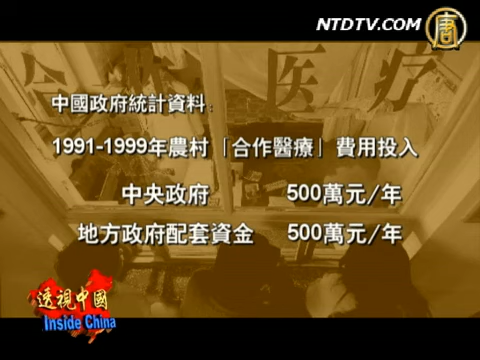 NTDTV.COM
唐
医疗
中國政府統計資料：
1991-1999年農村「合作醫療」費用投入
中央政府 500萬元/年
地方政府配套資金 500萬元/年
透視中國
Inside China